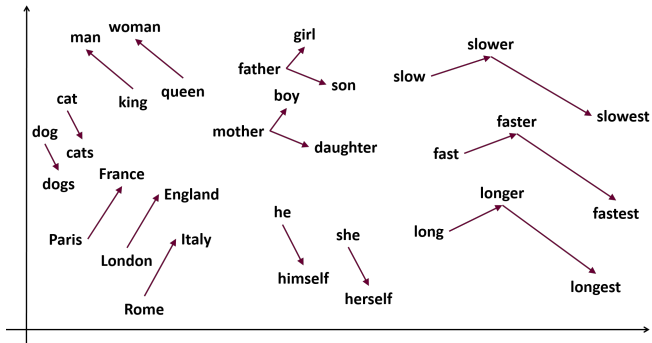 man
woman
king
queen
cat
cats
dog
dogs
France
England
Italy
Paris
London
Rome
girl
father
son
boy
mother
daughter
he
himself
she
herself
slow
slower
slowest
fast
faster
fastest
long
longer
longest